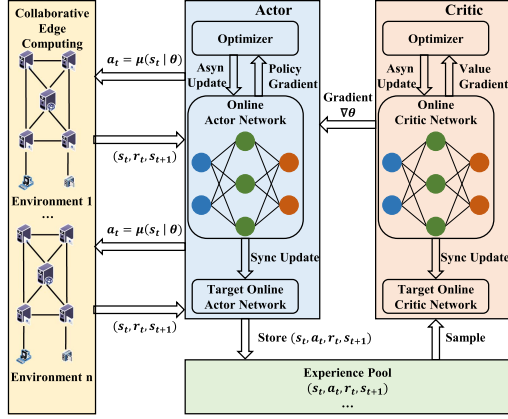 Collaborative
Edge
Computing
Environment 1
...
Environment n
a_t = μ(s_t | θ)
(s_t, r_t, s_{t+1})
a_t = μ(s_t | θ)
(s_t, r_t, s_{t+1})
Actor
Optimizer
Asyn
Update
Policy
Gradient
Online
Actor Network
Sync Update
Target Online
Actor Network
Gradient
∇θ
Critic
Optimizer
Asyn
Update
Value
Gradient
Online
Critic Network
Sync Update
Target Online
Critic Network
Store (s_t, a_t, r_t, s_{t+1})
Sample
Experience Pool
(s_t, a_t, r_t, s_{t+1})
...